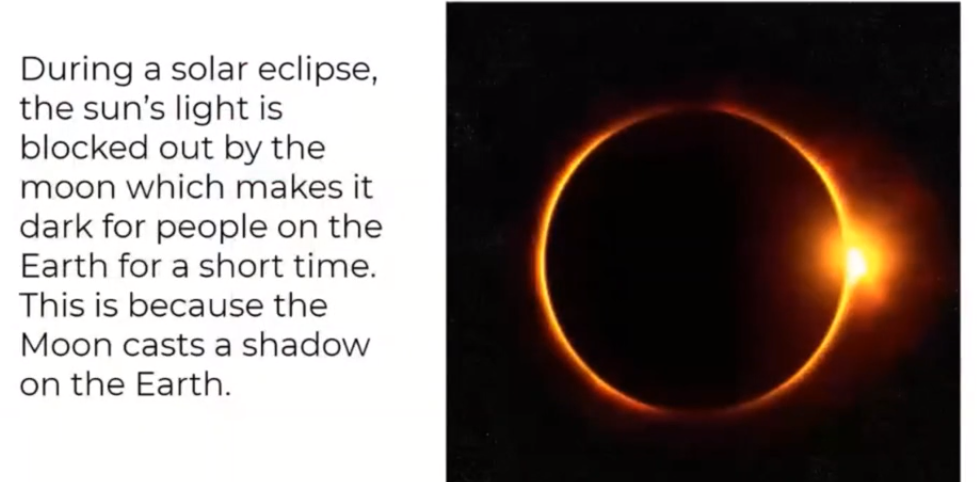 During a solar eclipse,
the sun's light is
blocked out by the
moon which makes it
dark for people on the
Earth for a short time.
This is because the
Moon casts a shadow
on the Earth.